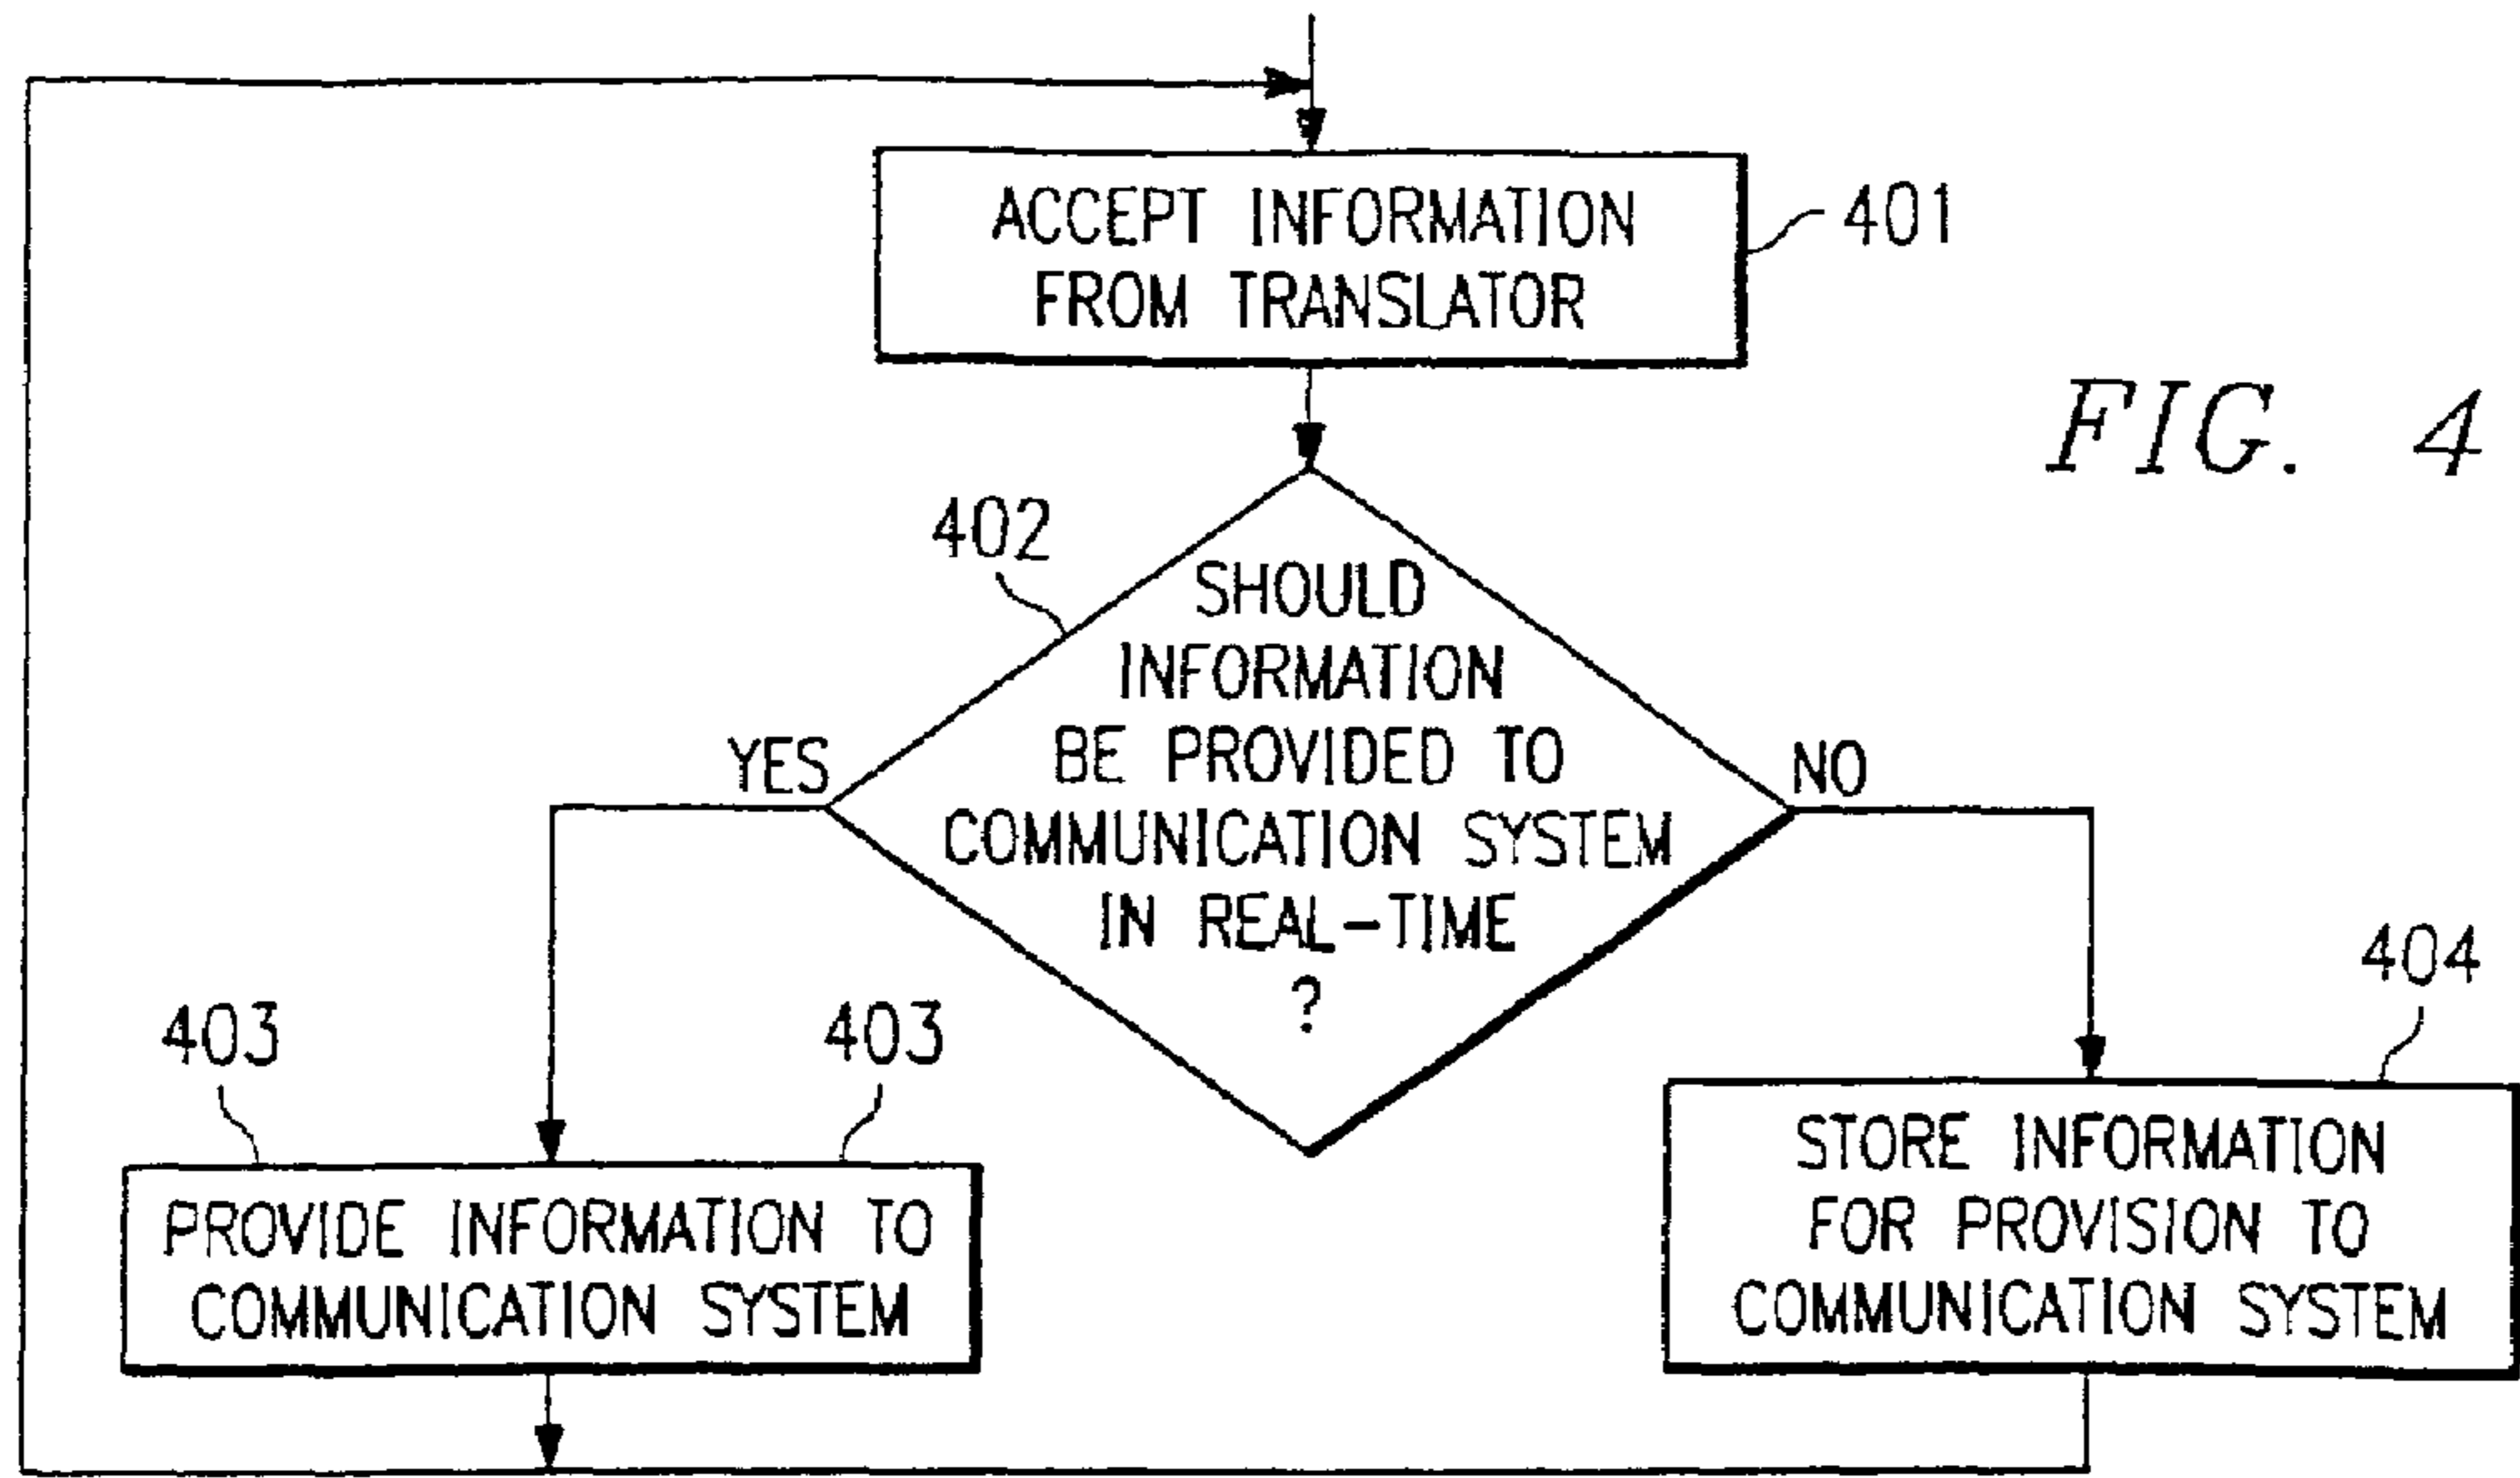 ACCEPT INFORMATION
FROM TRANSLATOR
401
FIG. 4
402
SHOULD
INFORMATION
BE PROVIDED TO
COMMUNICATION SYSTEM
IN REAL-TIME
?
YES
NO
403
403
PROVIDE INFORMATION TO
COMMUNICATION SYSTEM
404
STORE INFORMATION
FOR PROVISION TO
COMMUNICATION SYSTEM